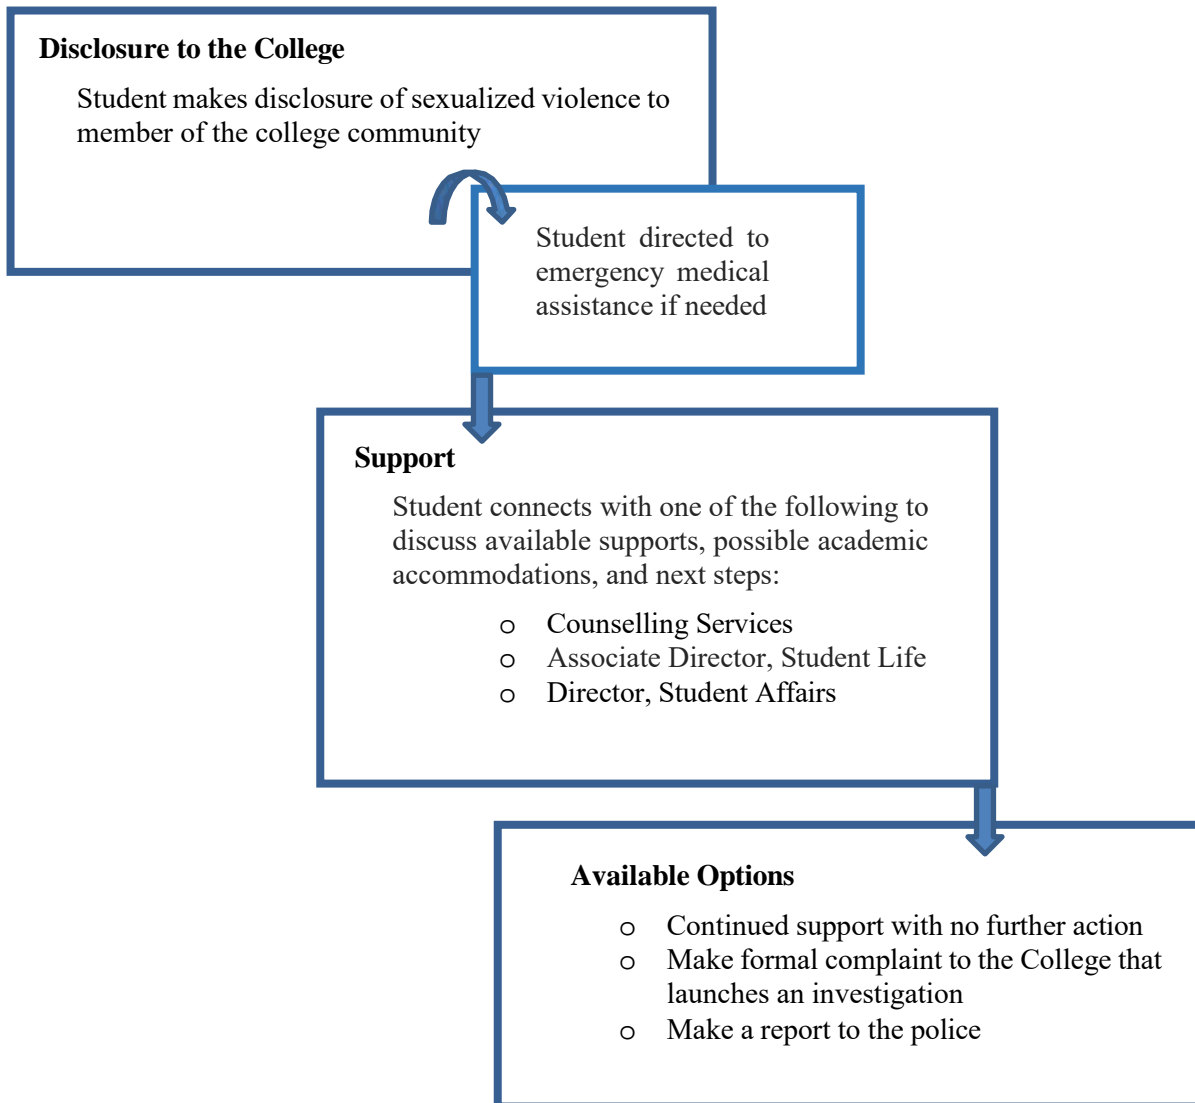 Disclosure to the College
Student makes disclosure of sexualized violence to
member of the college community
Student directed to
emergency medical
assistance if needed
Support
Student connects with one of the following to
discuss available supports, possible academic
accommodations, and next steps:
o Counselling Services
o Associate Director, Student Life
o Director, Student Affairs
Available Options
o Continued support with no further action
o Make formal complaint to the College that
launches an investigation
o Make a report to the police